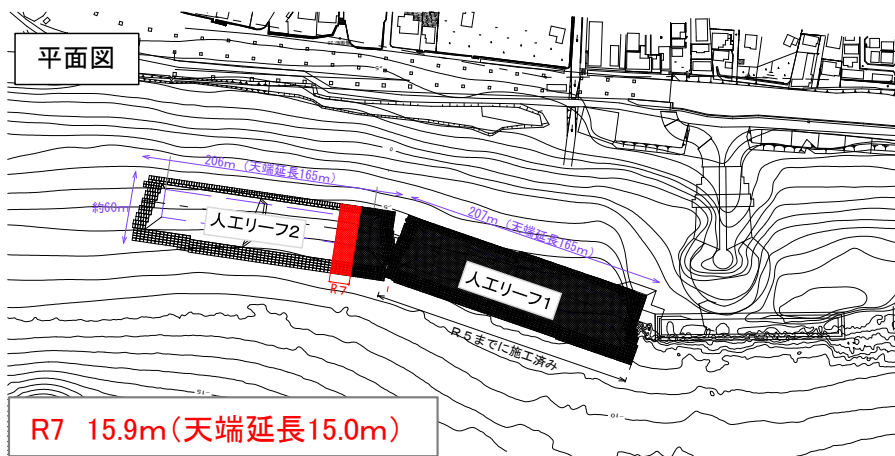 平面図
206m（天端延長165m）
約60m
人工リーフ2
207m（天端延長165m）
人工リーフ1
R7
R5までに施工済み
-10
-15
R7 15.9m（天端延長15.0m）